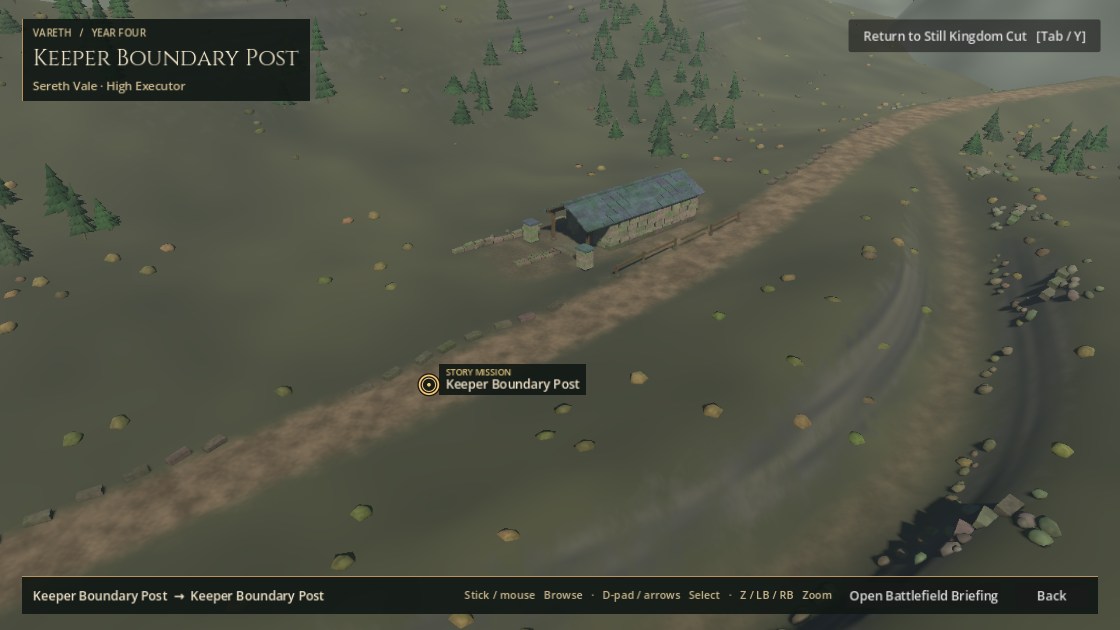 VARETH / YEAR FOUR
Keeper Boundary Post
Sereth Vale · High Executor
Return to Still Kingdom Cut [Tab / Y]
STORY MISSION
Keeper Boundary Post
Keeper Boundary Post → Keeper Boundary Post
Stick / mouse Browse · D-pad / arrows Select · Z / LB / RB Zoom
Open Battlefield Briefing
Back